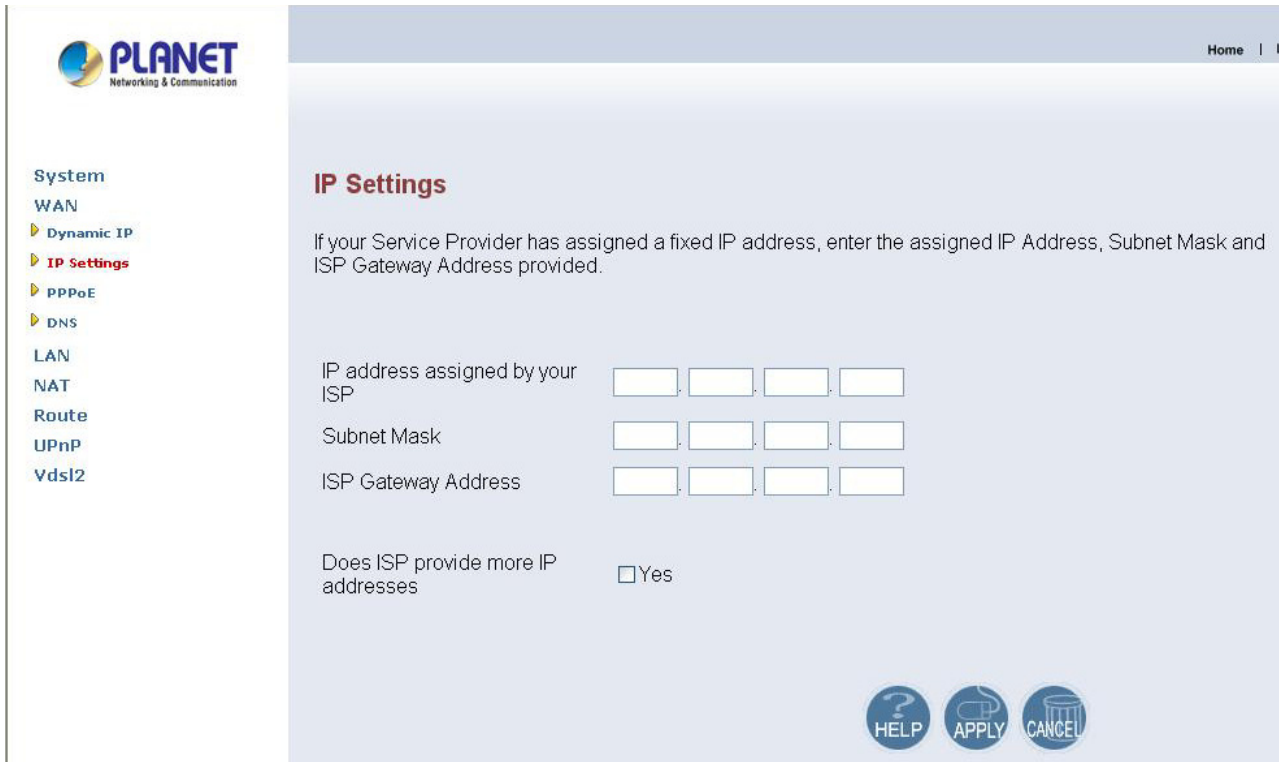 PLANET
Networking & Communication
Home |
System
WAN
Dynamic IP
IP Settings
PPPoE
DNS
LAN
NAT
Route
UPnP
Vdsl2
IP Settings
If your Service Provider has assigned a fixed IP address, enter the assigned IP Address, Subnet Mask and
ISP Gateway Address provided.
IP address assigned by your
ISP
. . .
Subnet Mask . . .
ISP Gateway Address . . .
Does ISP provide more IP
addresses
Yes
HELP APPLY CANCEL